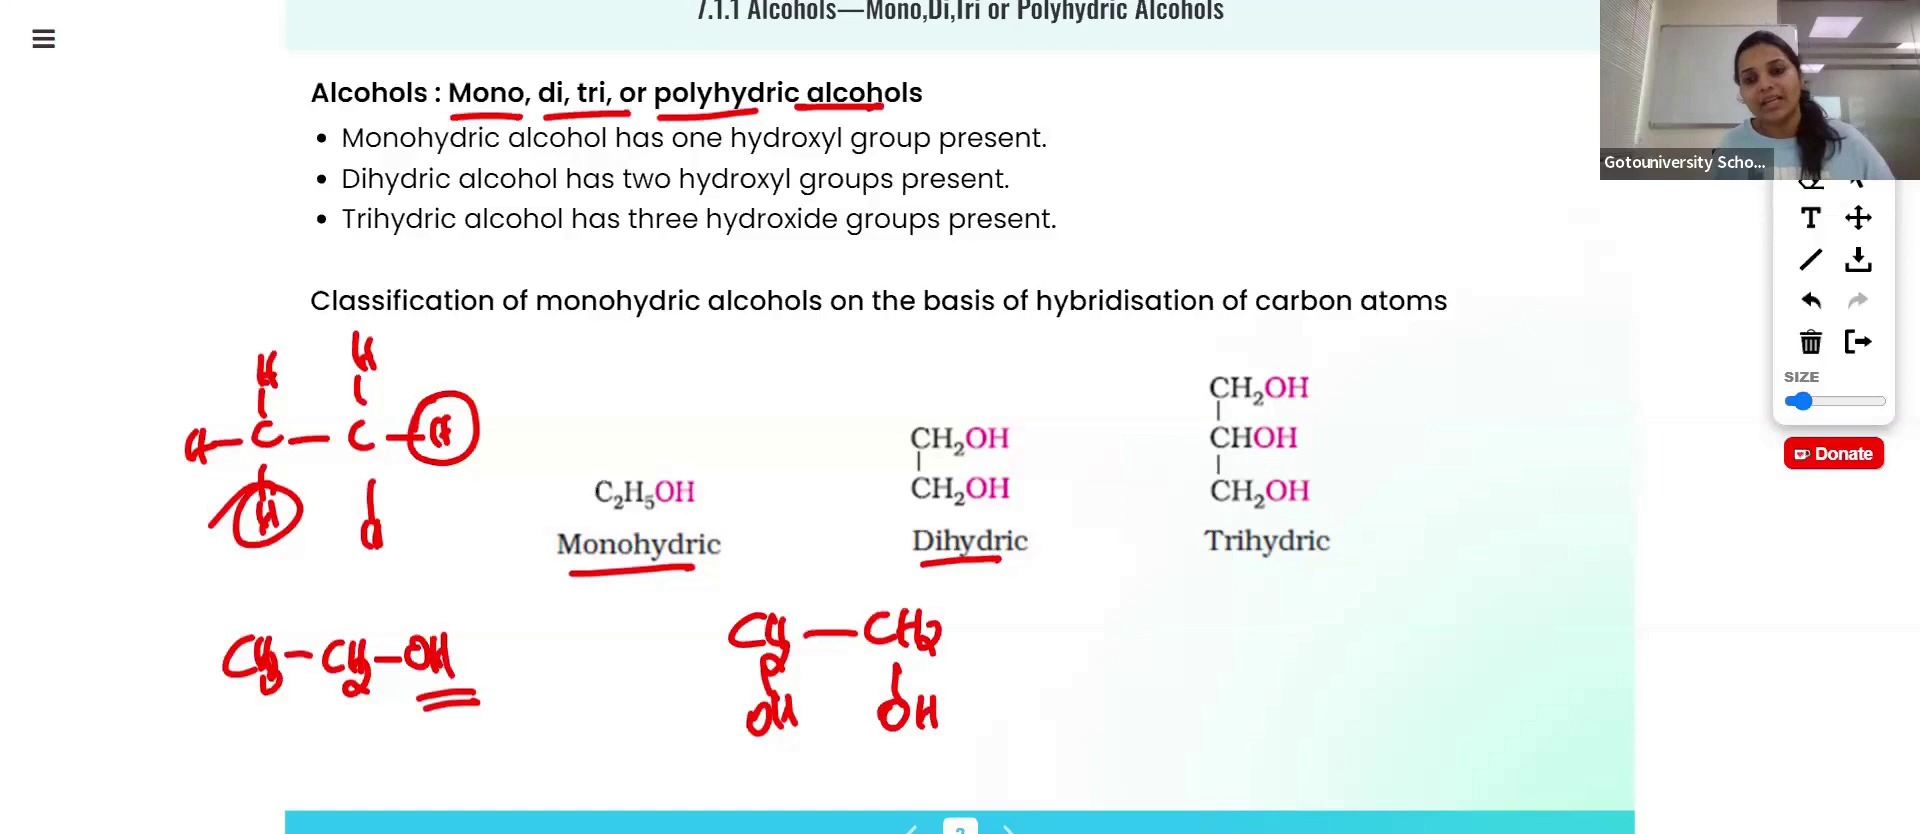 7.1.1 Alcohols—Mono,Di,Tri or Polyhydric Alcohols
Alcohols : Mono, di, tri, or polyhydric alcohols
• Monohydric alcohol has one hydroxyl group present.
• Dihydric alcohol has two hydroxyl groups present.
• Trihydric alcohol has three hydroxide groups present.
Classification of monohydric alcohols on the basis of hybridisation of carbon atoms
H H
H—C—C—H
H
C₂H₅OH
Monohydric
CH₂OH
CH₂OH
Dihydric
CH₂OH
CHOH
CH₂OH
Trihydric
CH₃—CH₂—OH
CH₂—CH2
OH OH
Gotouniversity Scho...
T
SIZE
Donate
2